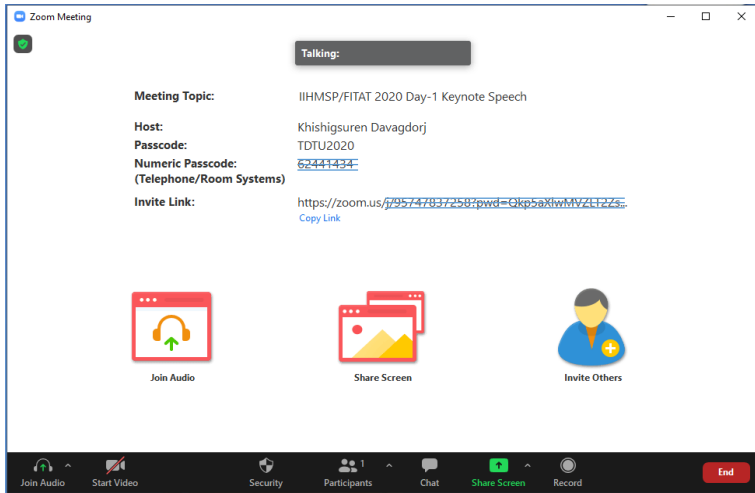 Zoom Meeting
Talking:
Meeting Topic: IIHMSP/FITAT 2020 Day-1 Keynote Speech
Host: Khishigsuren Davagdorj
Passcode: TDTU2020
Numeric Passcode: 62441434
(Telephone/Room Systems)
Invite Link: https://zoom.us/j/95747837258?pwd=
Copy Link
Join Audio Share Screen Invite Others
Join Audio Start Video Security Participants 1 Chat Share Screen Record End